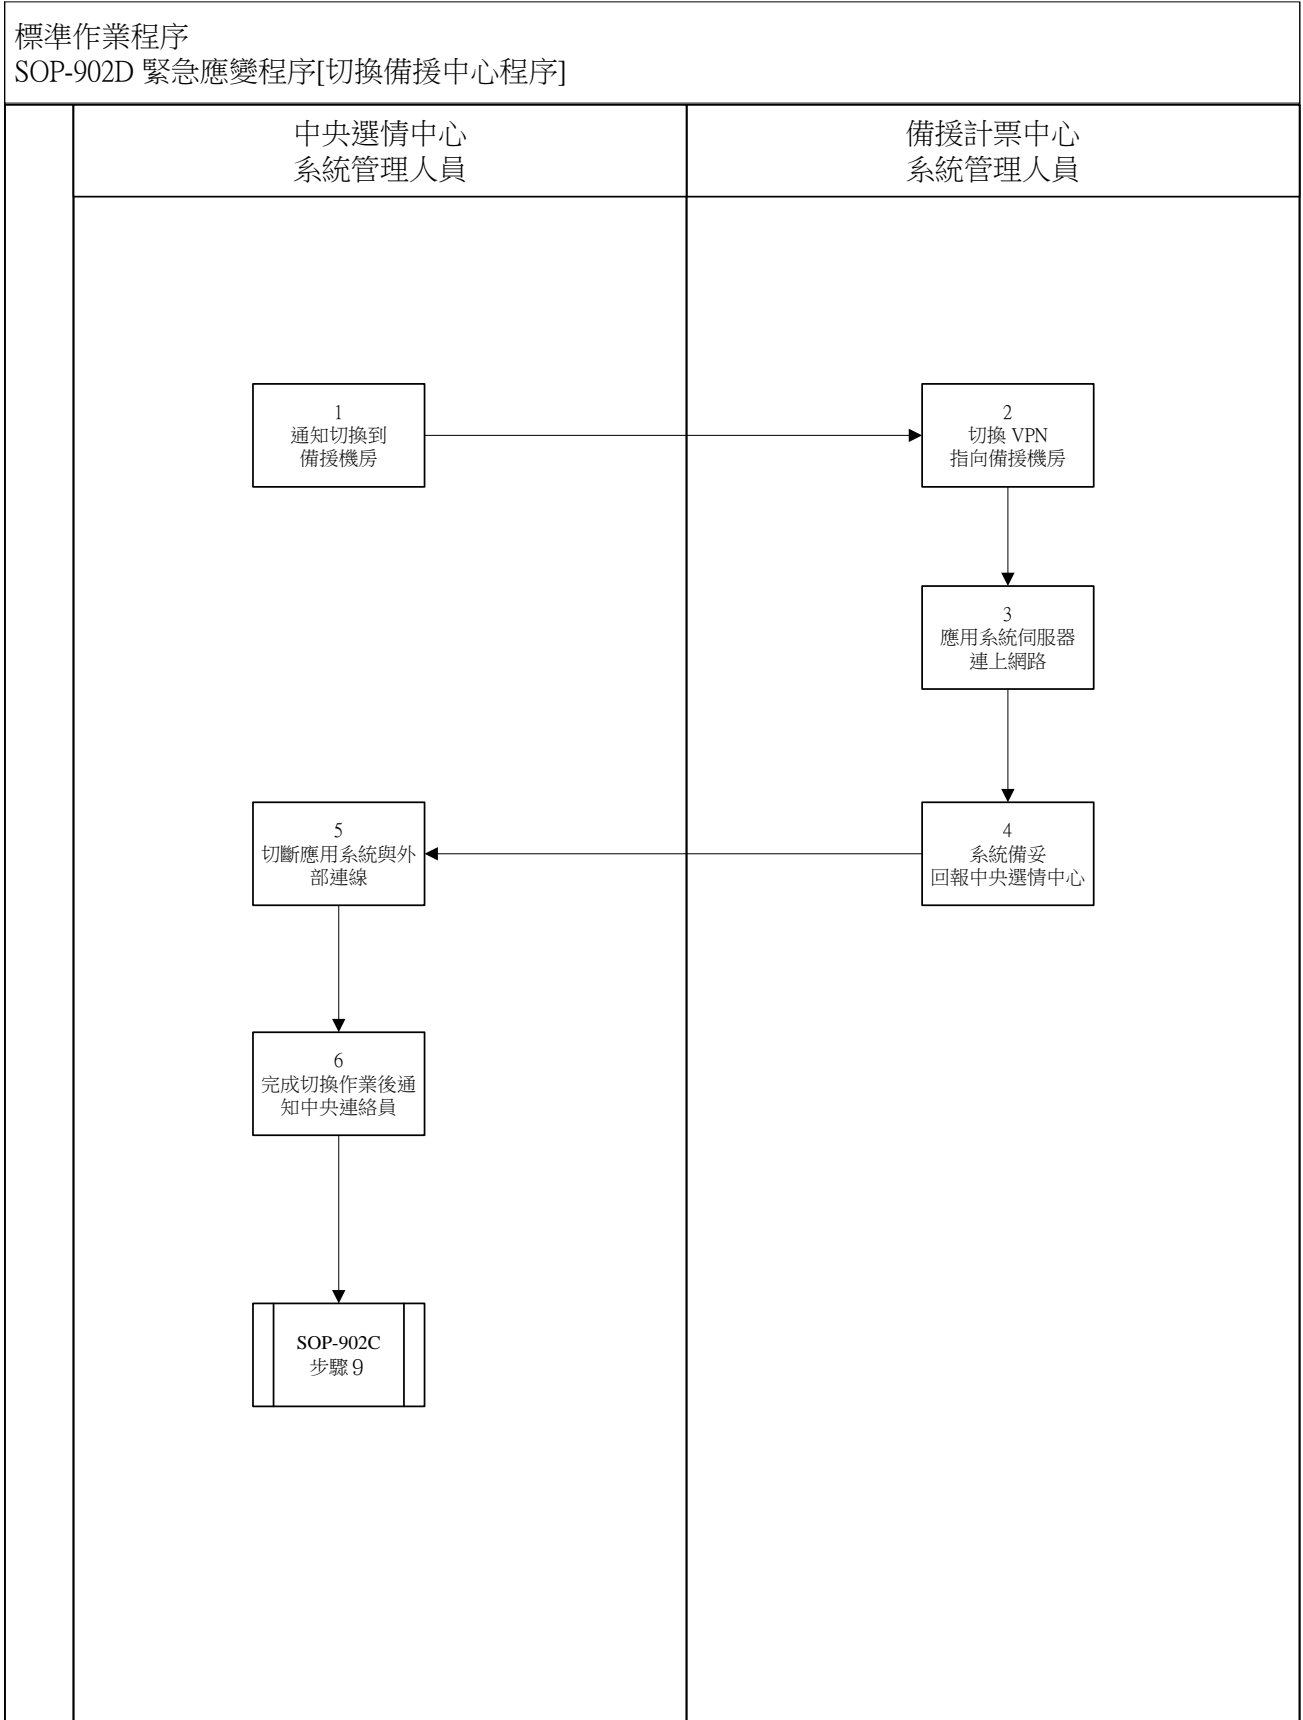 標準作業程序
SOP-902D 緊急應變程序[切換備援中心程序]
中央選情中心
系統管理人員
備援計票中心
系統管理人員
1
通知切換到
備援機房
2
切換 VPN
指向備援機房
3
應用系統伺服器
連上網路
4
系統備妥
回報中央選情中心
5
切斷應用系統與外
部連線
6
完成切換作業後通
知中央連絡員
SOP-902C
步驟９